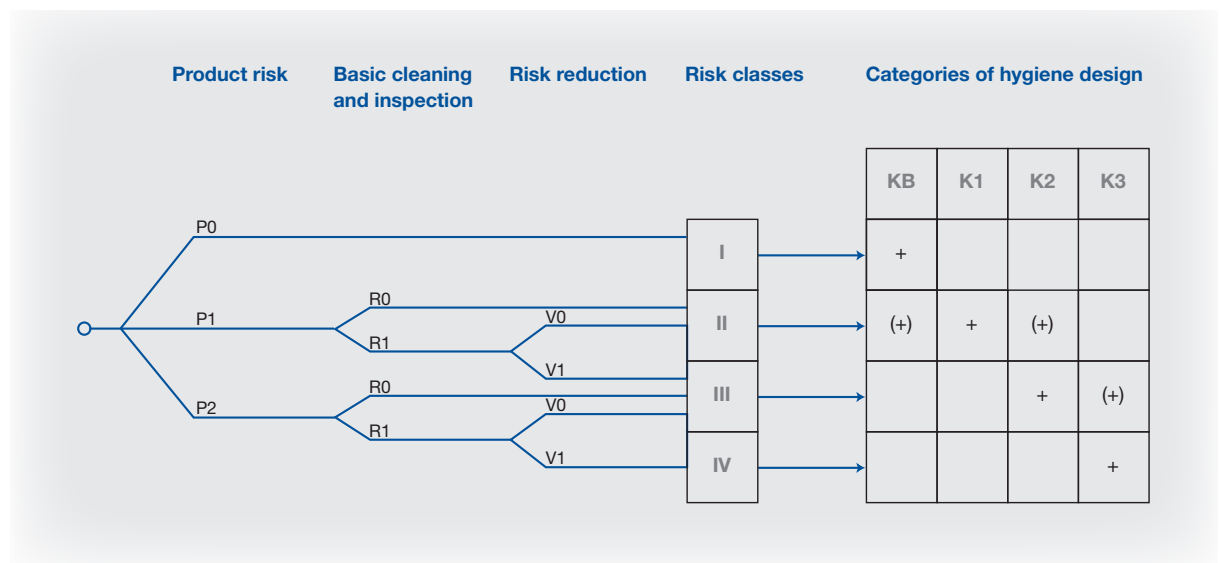 Product risk
Basic cleaning
and inspection
Risk reduction
Risk classes
Categories of hygiene design
KB K1 K2 K3
P0
I
+
R0
P1
V0
II
(+) + (+)
R1
V1
R0
III
+ (+)
P2
V0
R1
V1
IV
+